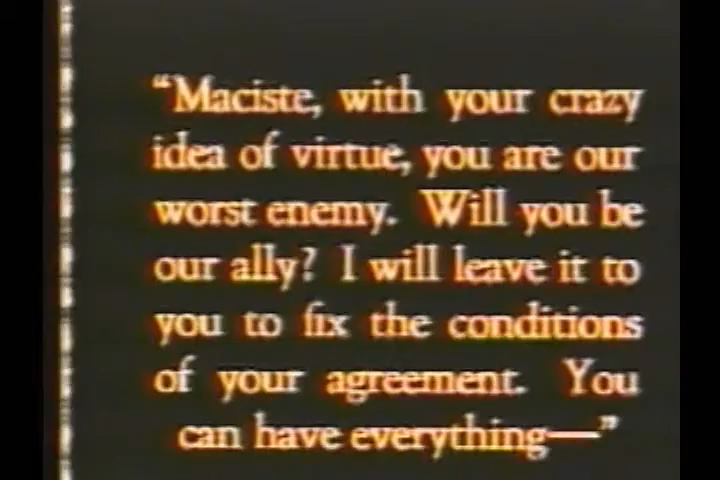 “Maciste, with your crazy
idea of virtue, you are our
worst enemy. Will you be
our ally? I will leave it to
you to fix the conditions
of your agreement. You
can have everything—”